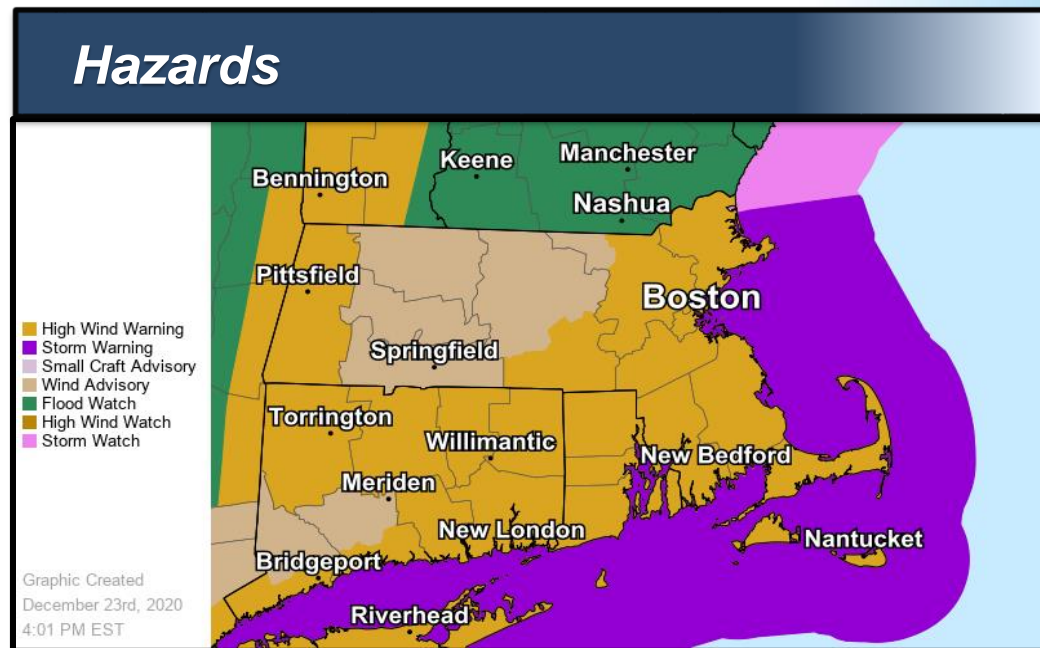 Hazards
Keene
Manchester
Bennington
Nashua
Pittsfield
Boston
High Wind Warning
Storm Warning
Small Craft Advisory
Wind Advisory
Flood Watch
High Wind Watch
Storm Watch
Springfield
Torrington
Willimantic
New Bedford
Meriden
New London
Nantucket
Bridgeport
Riverhead
Graphic Created
December 23rd, 2020
4:01 PM EST